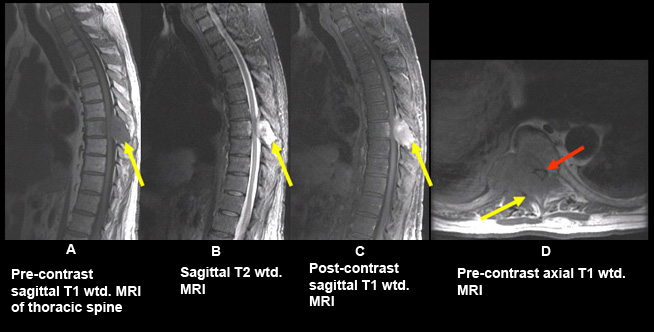 A
B
C
D
Pre-contrast
sagittal T1 wtd. MRI
of thoracic spine
Sagittal T2 wtd.
MRI
Post-contrast
sagittal T1 wtd.
MRI
Pre-contrast axial T1 wtd.
MRI